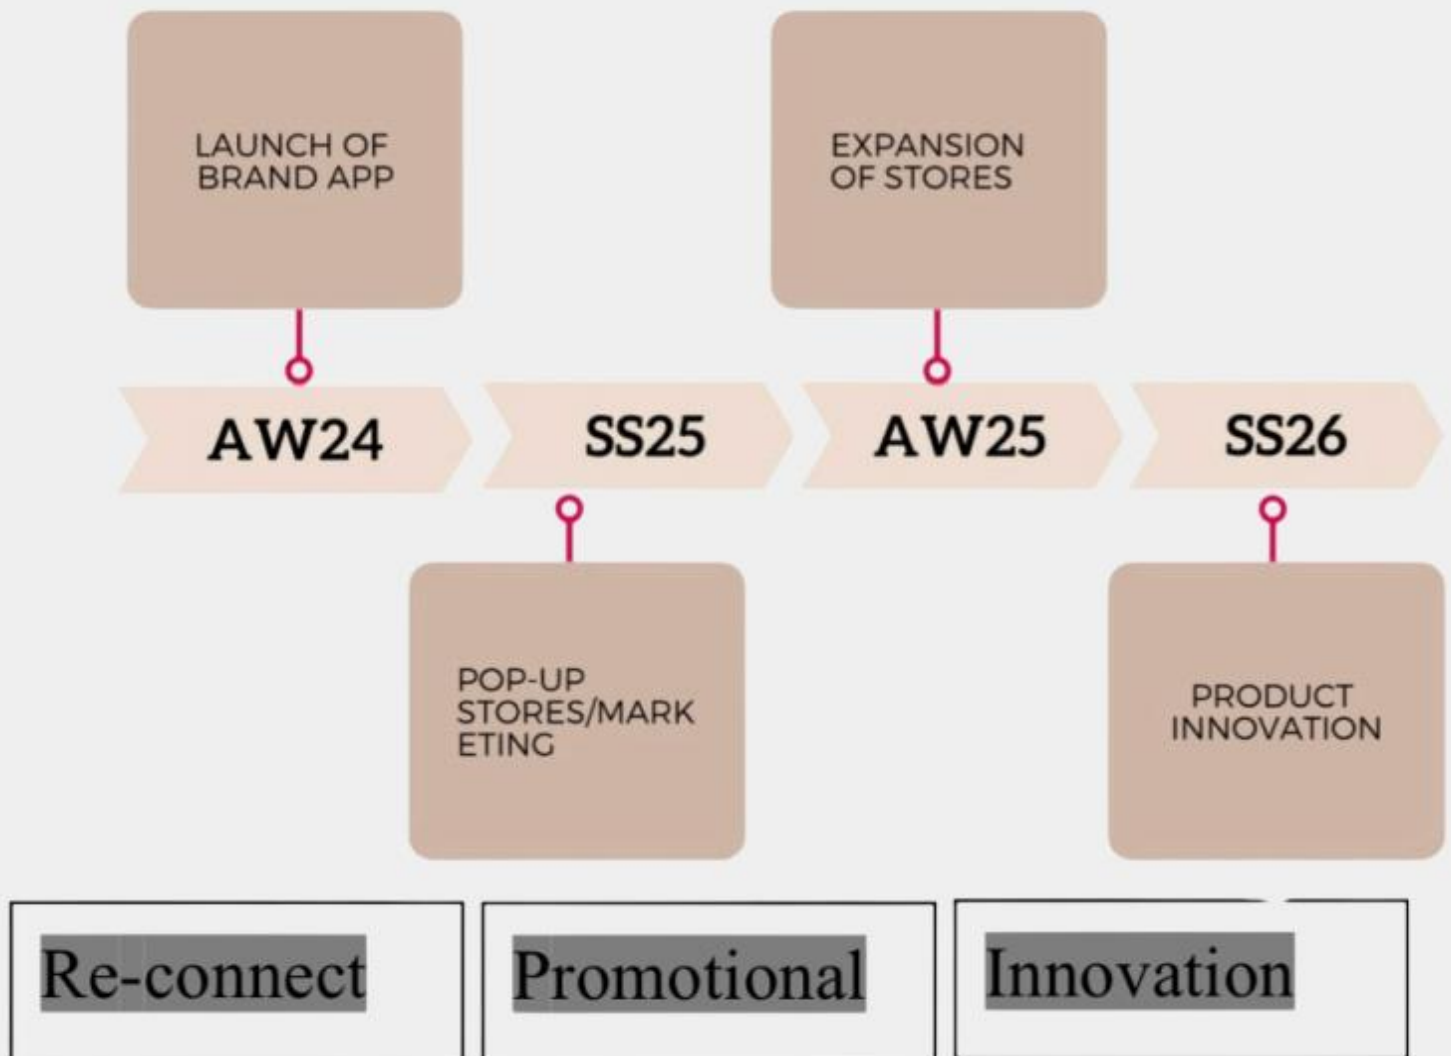 LAUNCH OF
BRAND APP
EXPANSION
OF STORES
AW24
SS25
AW25
SS26
POP-UP
STORES/MARK
ETING
PRODUCT
INNOVATION
Re-connect
Promotional
Innovation